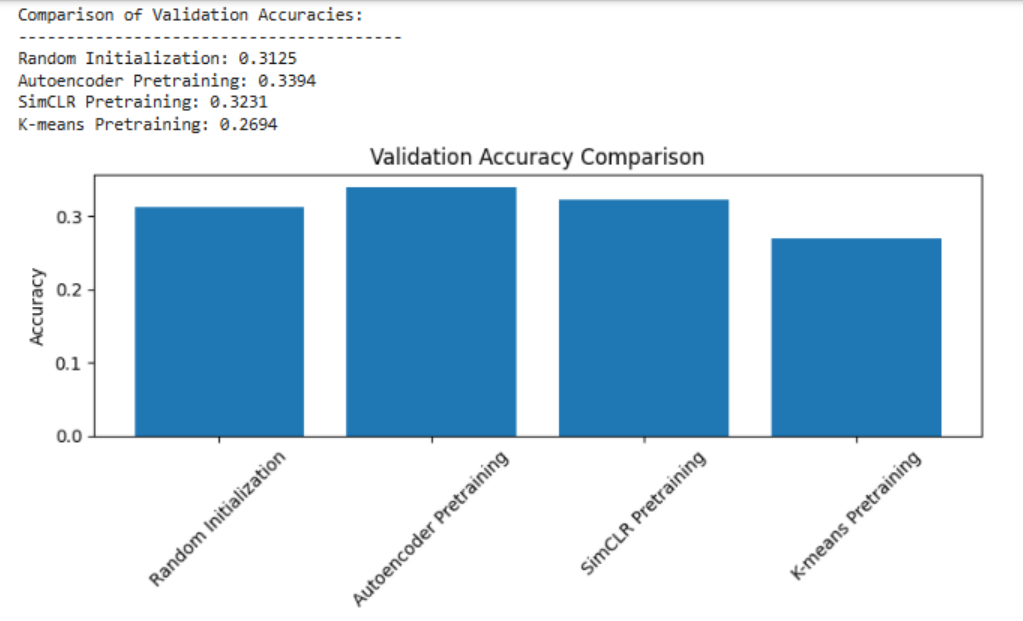 Comparison of Validation Accuracies:
----------------------------------------
Random Initialization: 0.3125
Autoencoder Pretraining: 0.3394
SimCLR Pretraining: 0.3231
K-means Pretraining: 0.2694
Validation Accuracy Comparison
Accuracy
0.3
0.2
0.1
0.0
Random Initialization
Autoencoder Pretraining
SimCLR Pretraining
K-means Pretraining